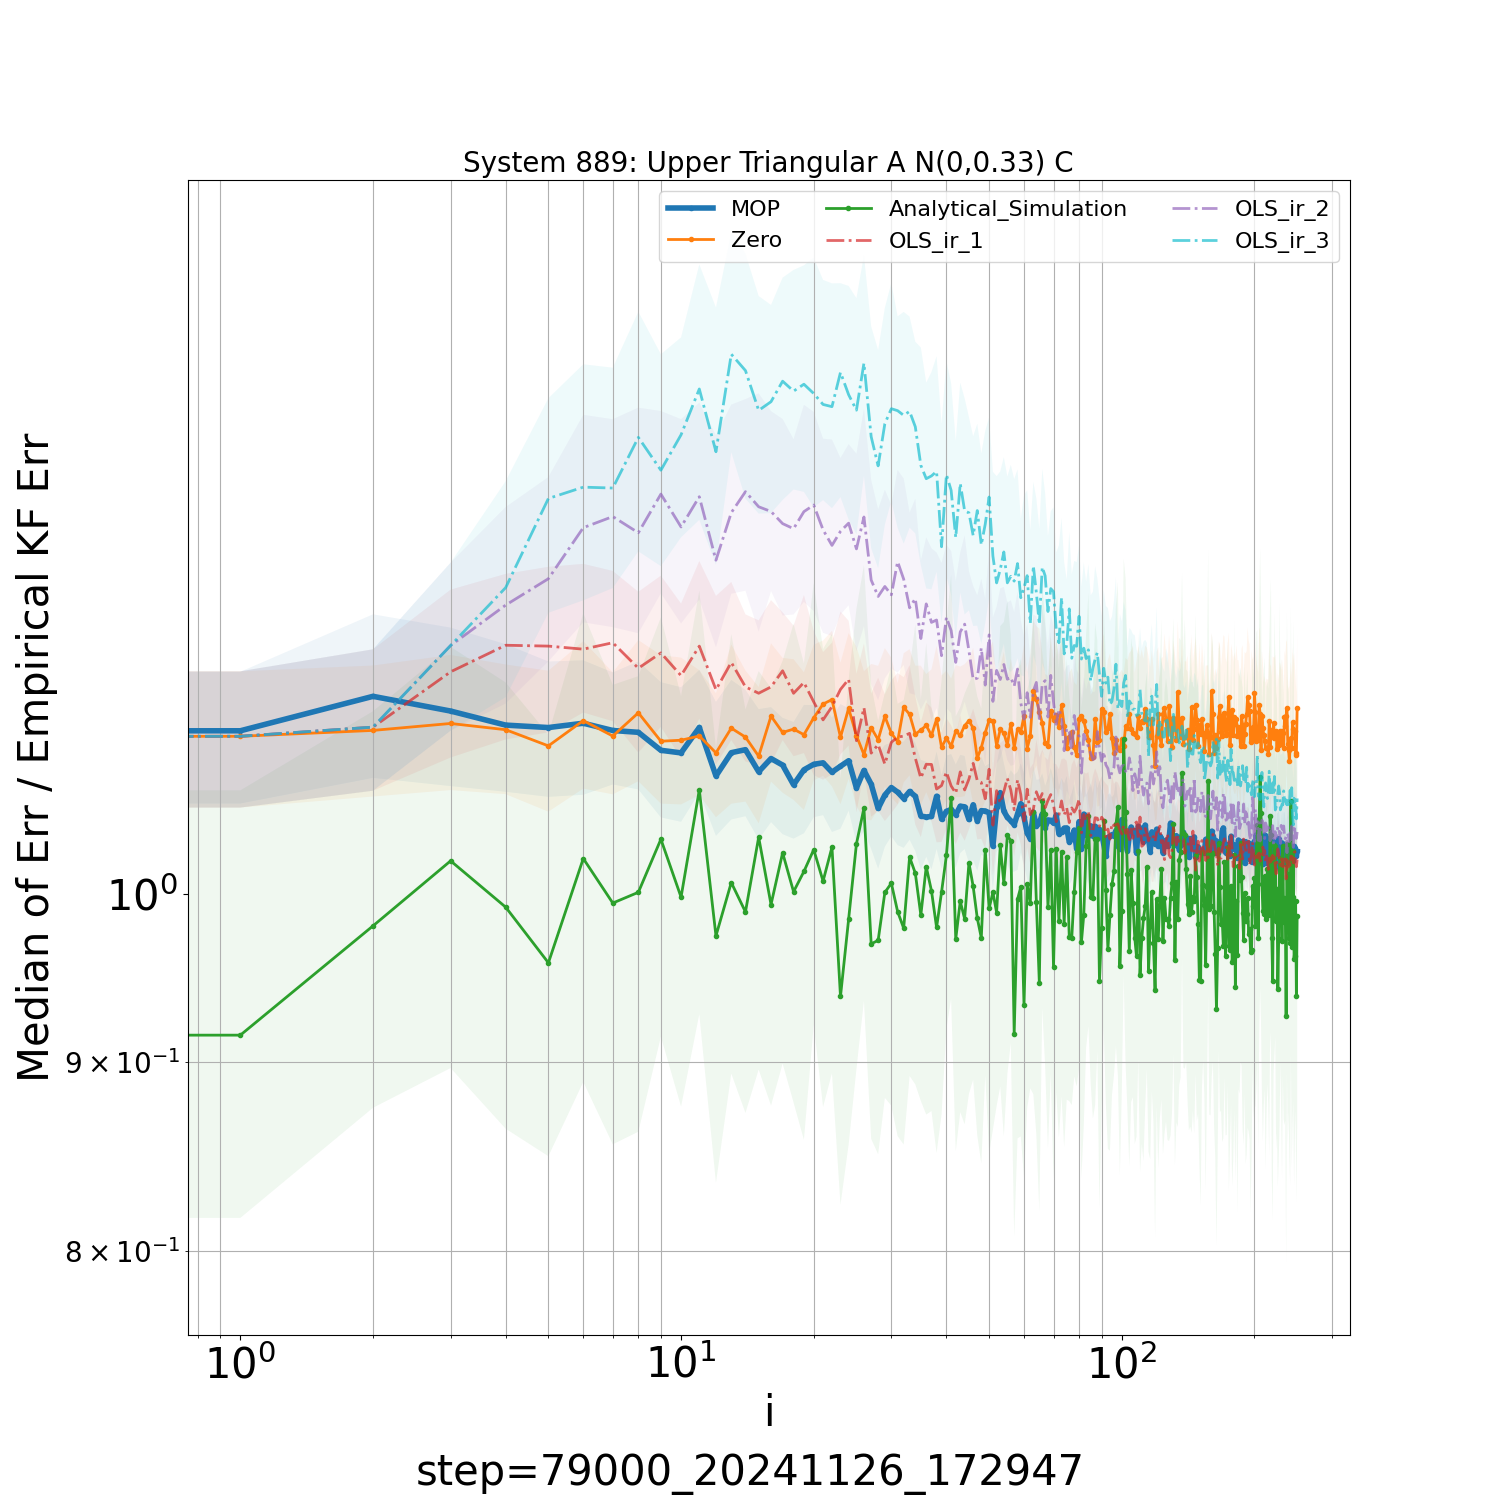 System 889: Upper Triangular A N(0,0.33) C
MOP
Zero
Analytical_Simulation
OLS_ir_1
OLS_ir_2
OLS_ir_3
Median of Err / Empirical KF Err
10⁰
9 × 10⁻¹
8 × 10⁻¹
10⁰
10¹
10²
i
step=79000_20241126_172947